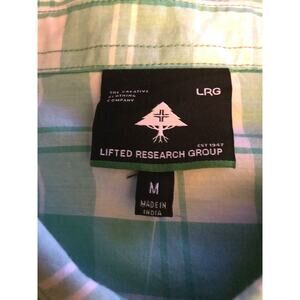 THE CREATIVE
CLOTHING
COMPANY
LRG
EST 1947
LIFTED RESEARCH GROUP
M
MADE IN
INDIA